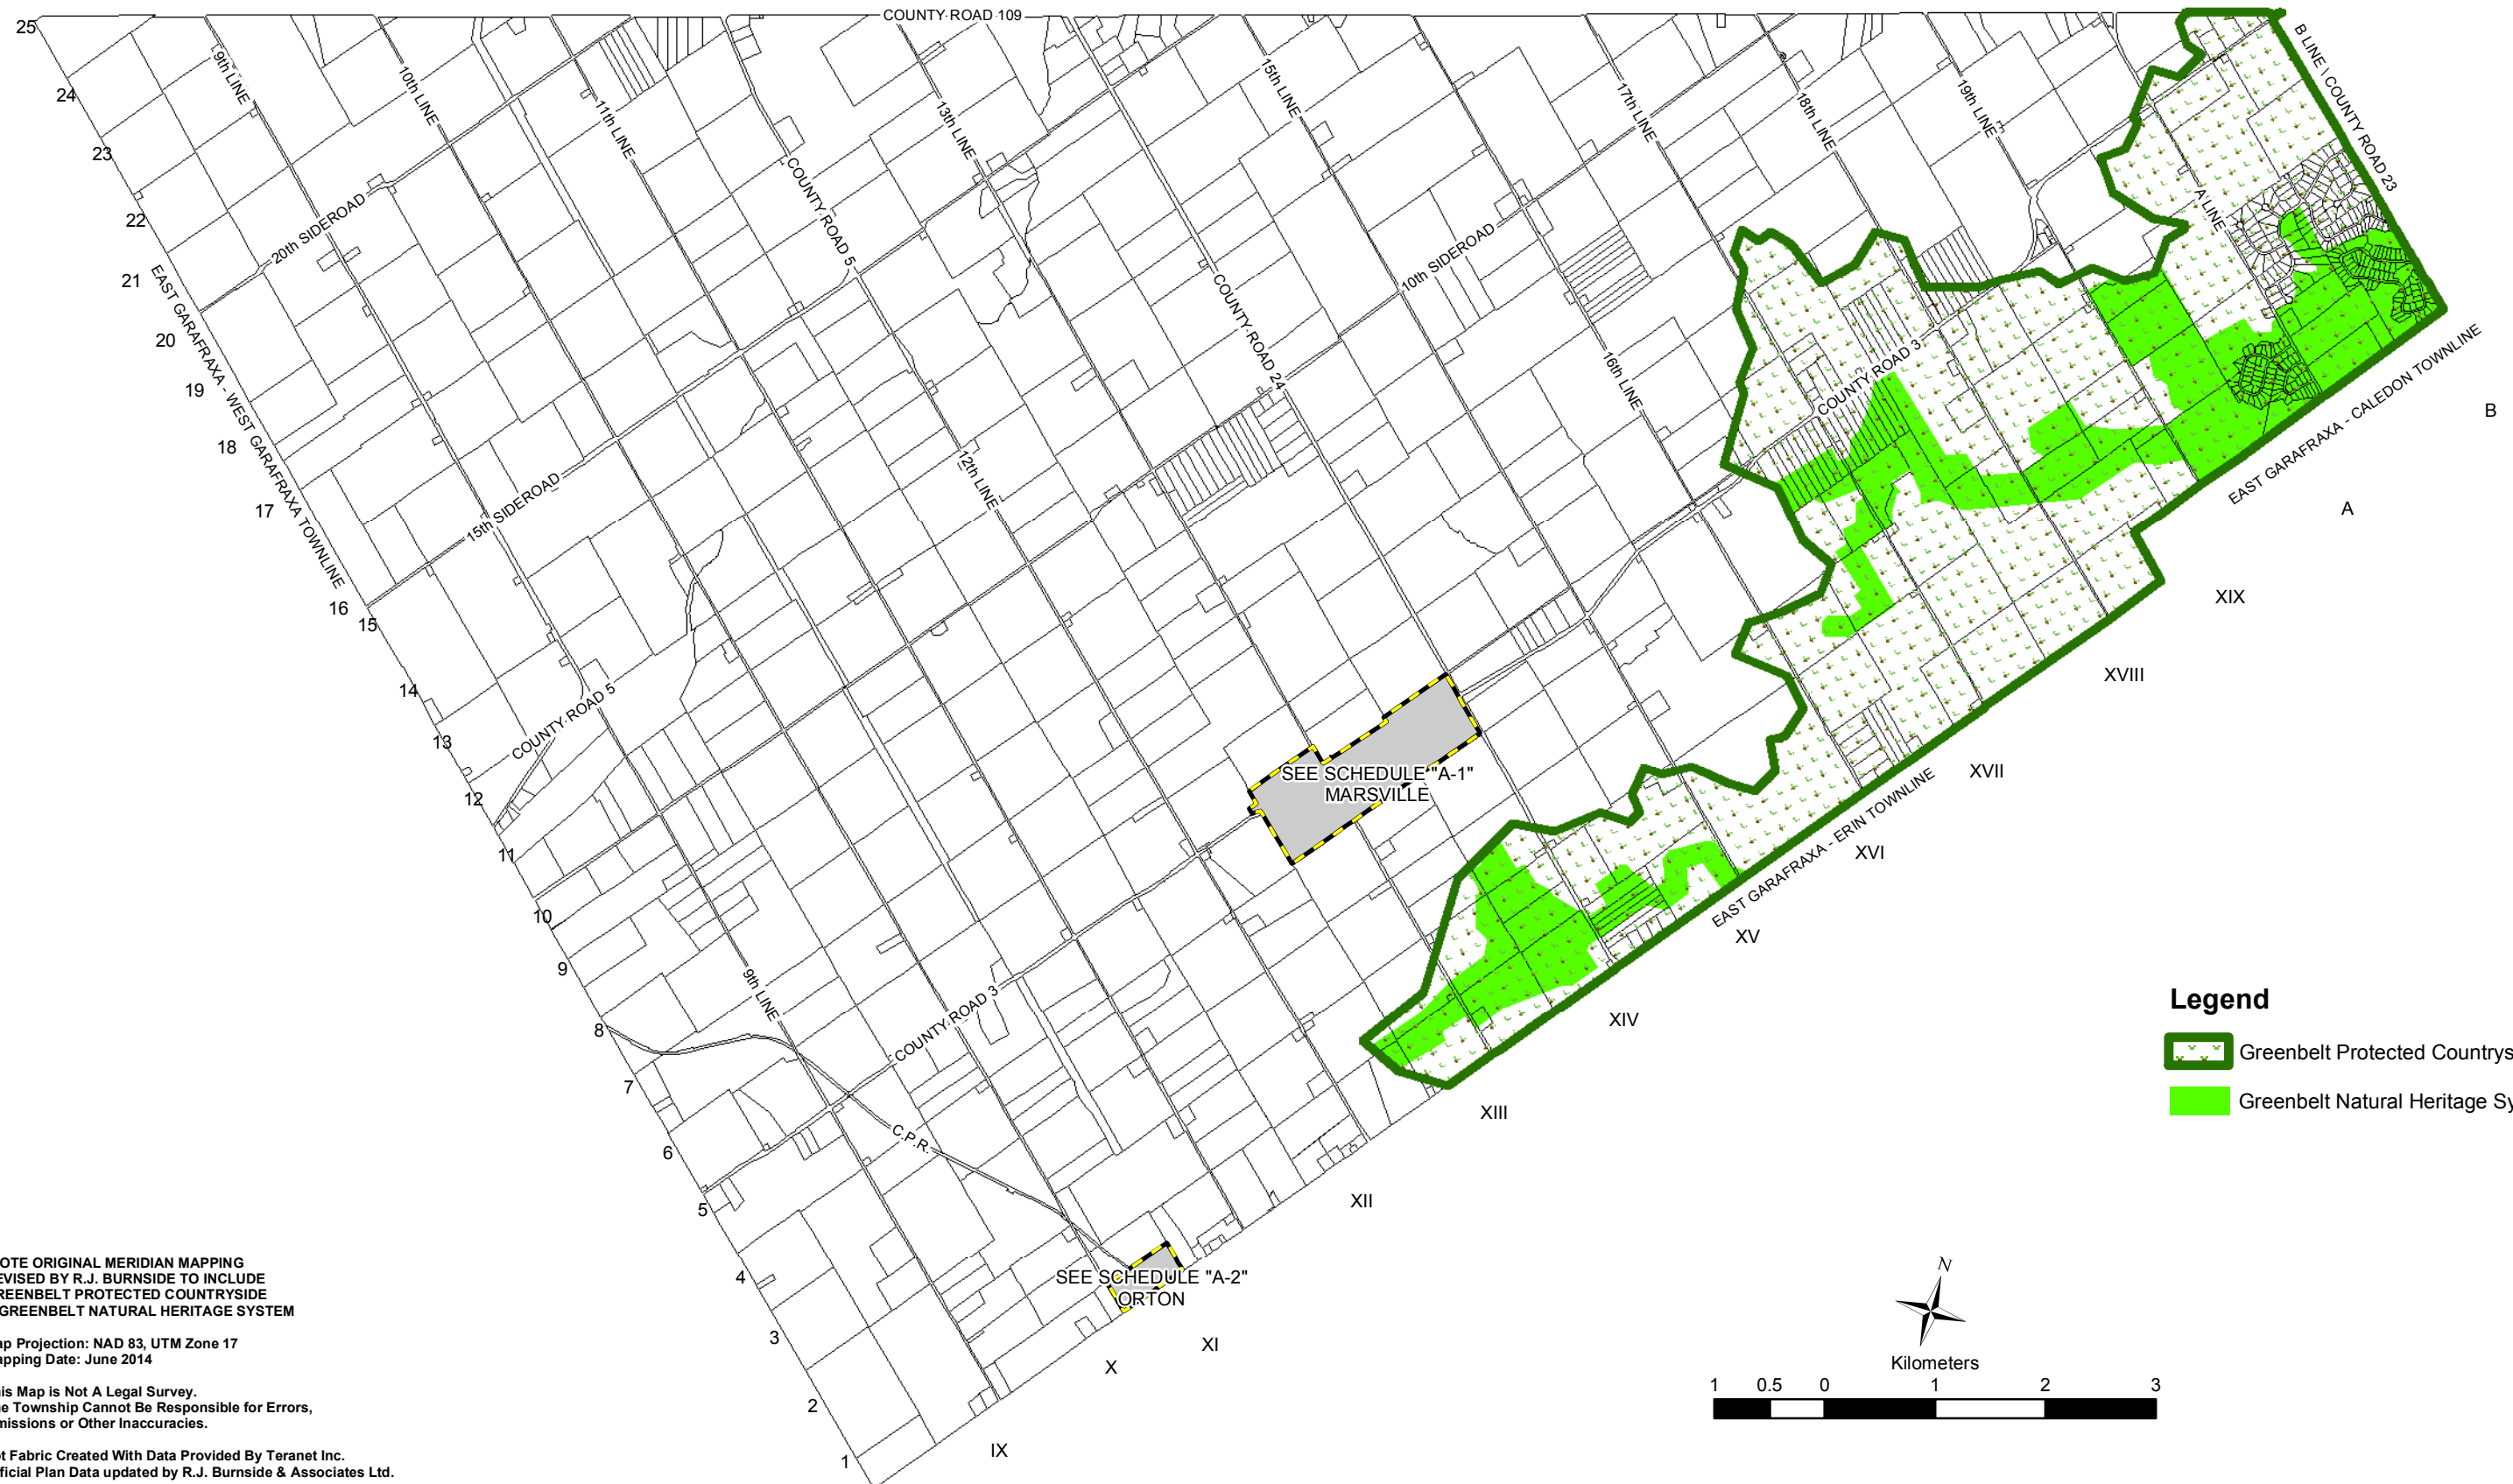 COUNTY ROAD 109
25
24
23
22
21
20
19
18
17
16
15
14
13
12
11
10
9
8
7
6
5
4
3
2
1
9th LINE
10th LINE
11th LINE
COUNTY ROAD 5
13th LINE
15th LINE
17th LINE
18th LINE
19th LINE
A LINE
B LINE \ COUNTY ROAD 23
20th SIDEROAD
EAST GARAFRAXA - WEST GARAFRAXA TOWNLINE
COUNTY ROAD 24
10th SIDEROAD
16th LINE
COUNTY ROAD 3
EAST GARAFRAXA - CALEDON TOWNLINE
12th LINE
15th SIDEROAD
COUNTY ROAD 5
SEE SCHEDULE "A-1"
MARSVILLE
EAST GARAFRAXA - ERIN TOWNLINE
9th LINE
COUNTY ROAD 3
C.P.R.
SEE SCHEDULE "A-2"
ORTON
B
A
XIX
XVIII
XVII
XVI
XV
XIV
XIII
XII
XI
X
IX
Legend
Greenbelt Protected Countrys
Greenbelt Natural Heritage Sy
N
Kilometers
1 0.5 0 1 2 3
OTE ORIGINAL MERIDIAN MAPPING
EVISED BY R.J. BURNSIDE TO INCLUDE
REENBELT PROTECTED COUNTRYSIDE
GREENBELT NATURAL HERITAGE SYSTEM
ap Projection: NAD 83, UTM Zone 17
apping Date: June 2014
is Map is Not A Legal Survey.
e Township Cannot Be Responsible for Errors,
missions or Other Inaccuracies.
t Fabric Created With Data Provided By Teranet Inc.
ficial Plan Data updated by R.J. Burnside & Associates Ltd.